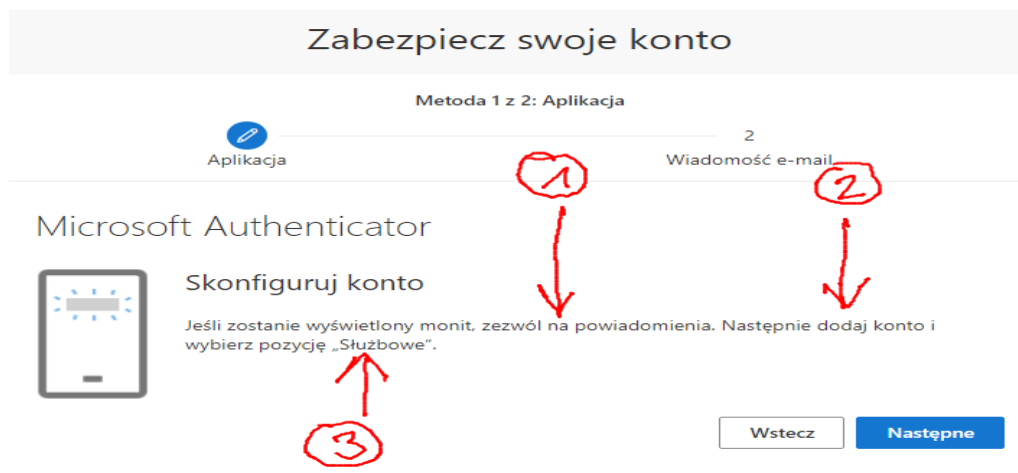 Zabezpiecz swoje konto
Metoda 1 z 2: Aplikacja
2
Aplikacja
Wiadomość e-mail
1
2
Microsoft Authenticator
Skonfiguruj konto
Jeśli zostanie wyświetlony monit, zezwól na powiadomienia. Następnie dodaj konto i
wybierz pozycję „Służbowe”.
3
Wstecz
Następne